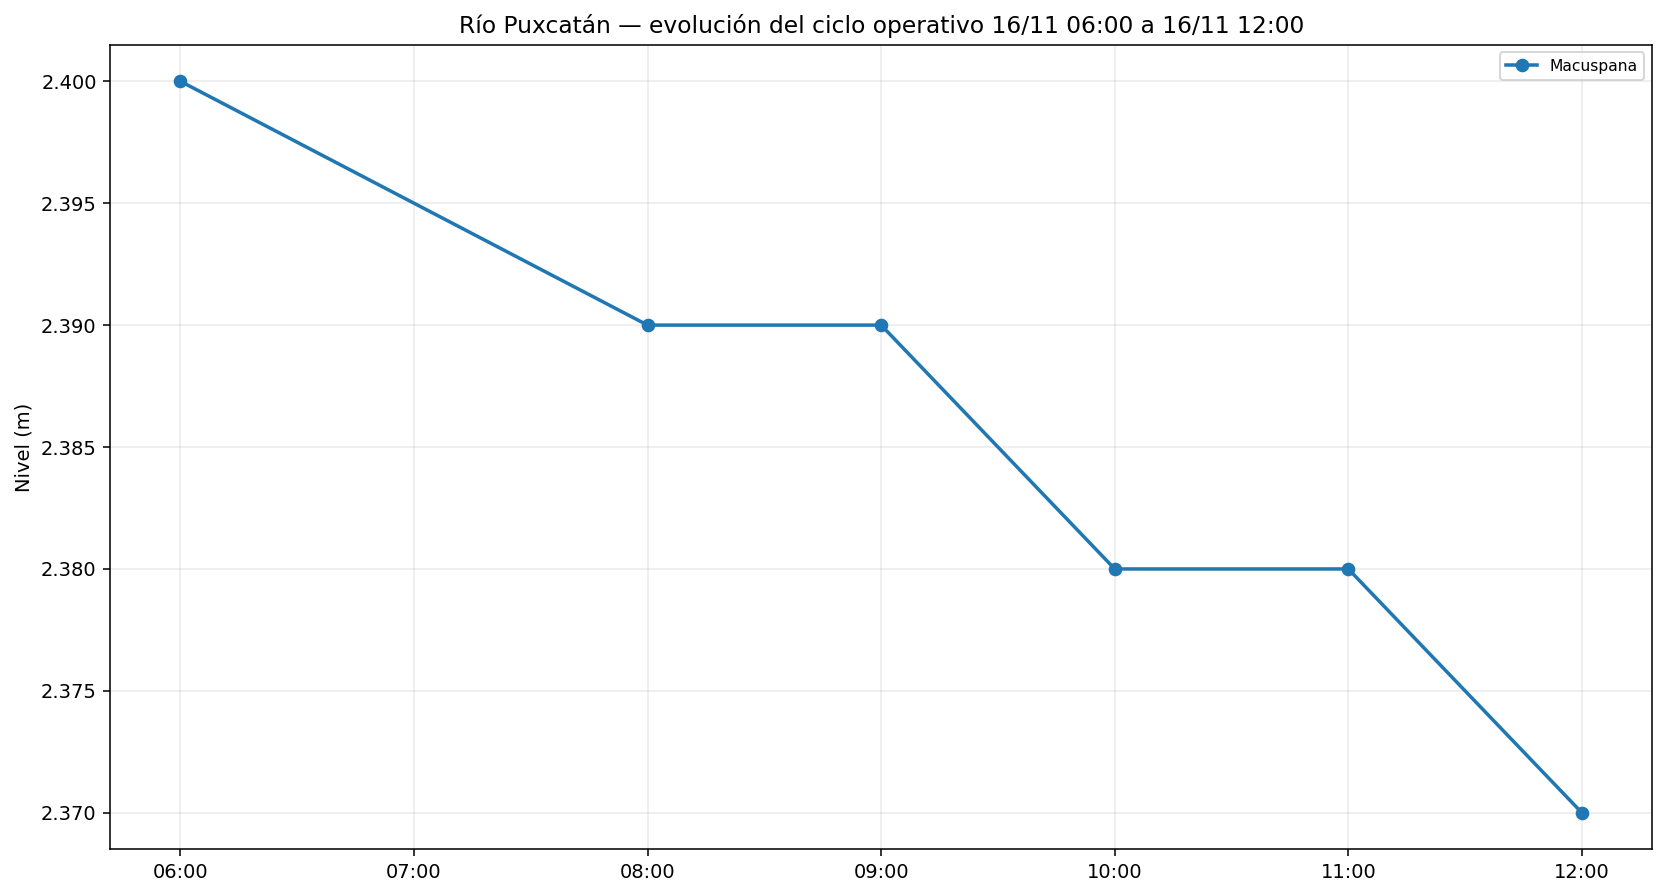 Río Puxcatán — evolución del ciclo operativo 16/11 06:00 a 16/11 12:00
Macuspana
Nivel (m)
2.400
2.395
2.390
2.385
2.380
2.375
2.370
06:00 07:00 08:00 09:00 10:00 11:00 12:00